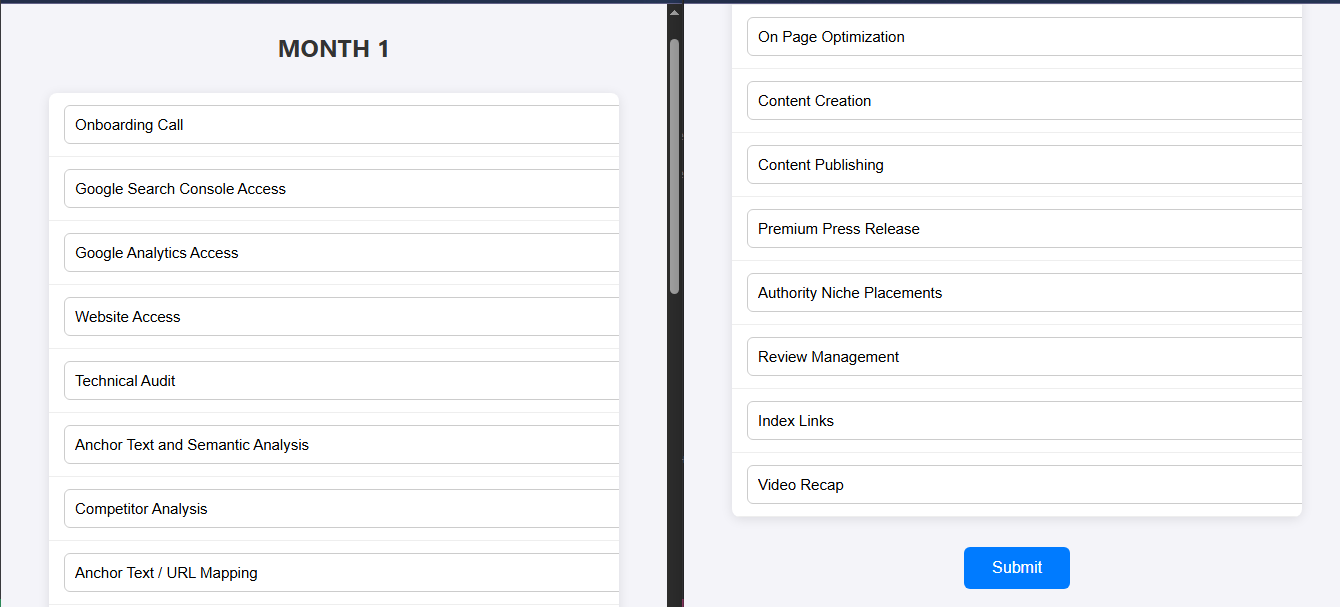 MONTH 1
Onboarding Call
Google Search Console Access
Google Analytics Access
Website Access
Technical Audit
Anchor Text and Semantic Analysis
Competitor Analysis
Anchor Text / URL Mapping
On Page Optimization
Content Creation
Content Publishing
Premium Press Release
Authority Niche Placements
Review Management
Index Links
Video Recap
Submit